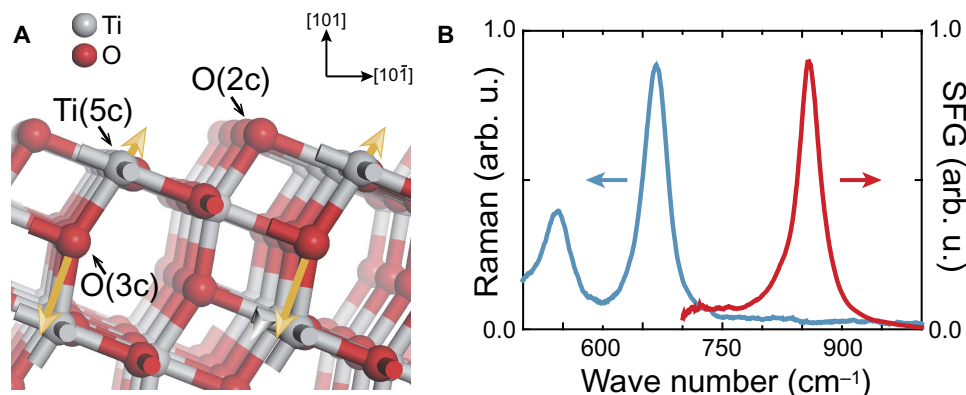 A
Ti
O
[101]
[101̄]
O(2c)
Ti(5c)
O(3c)
B
1.0
1.0
Raman (arb. u.)
SFG (arb. u.)
0.0
0.0
600
750
900
Wave number (cm⁻¹)